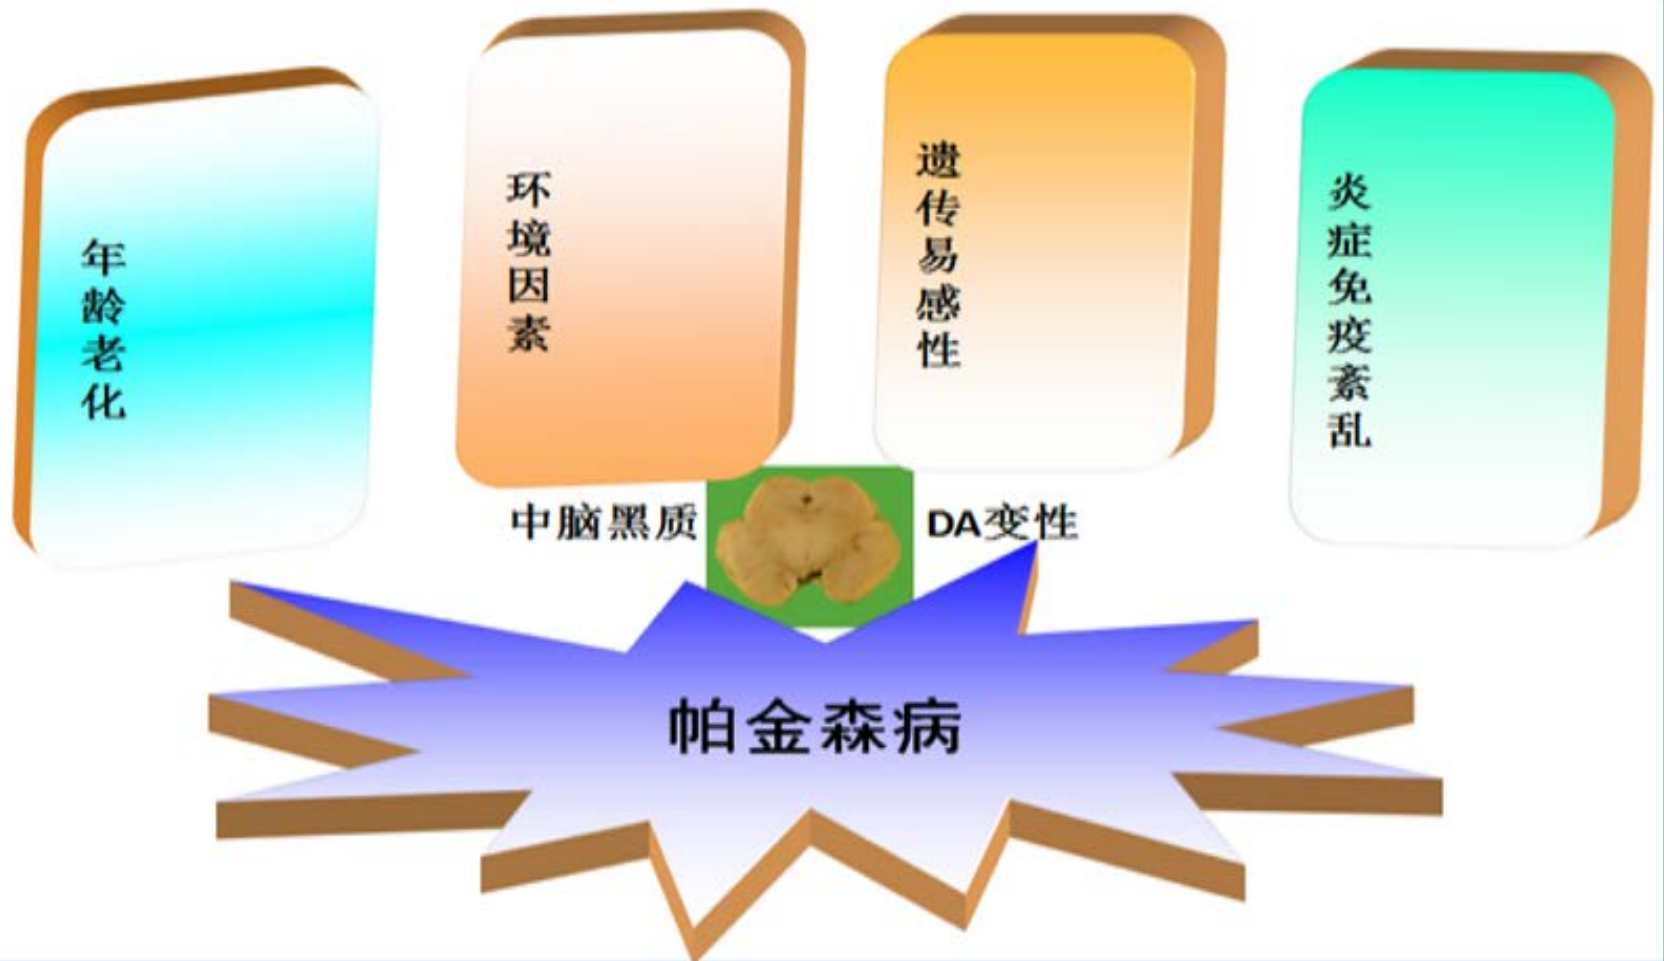 年龄老化
环境因素
遗传易感性
炎症免疫紊乱
中脑黑质
DA变性
帕金森病